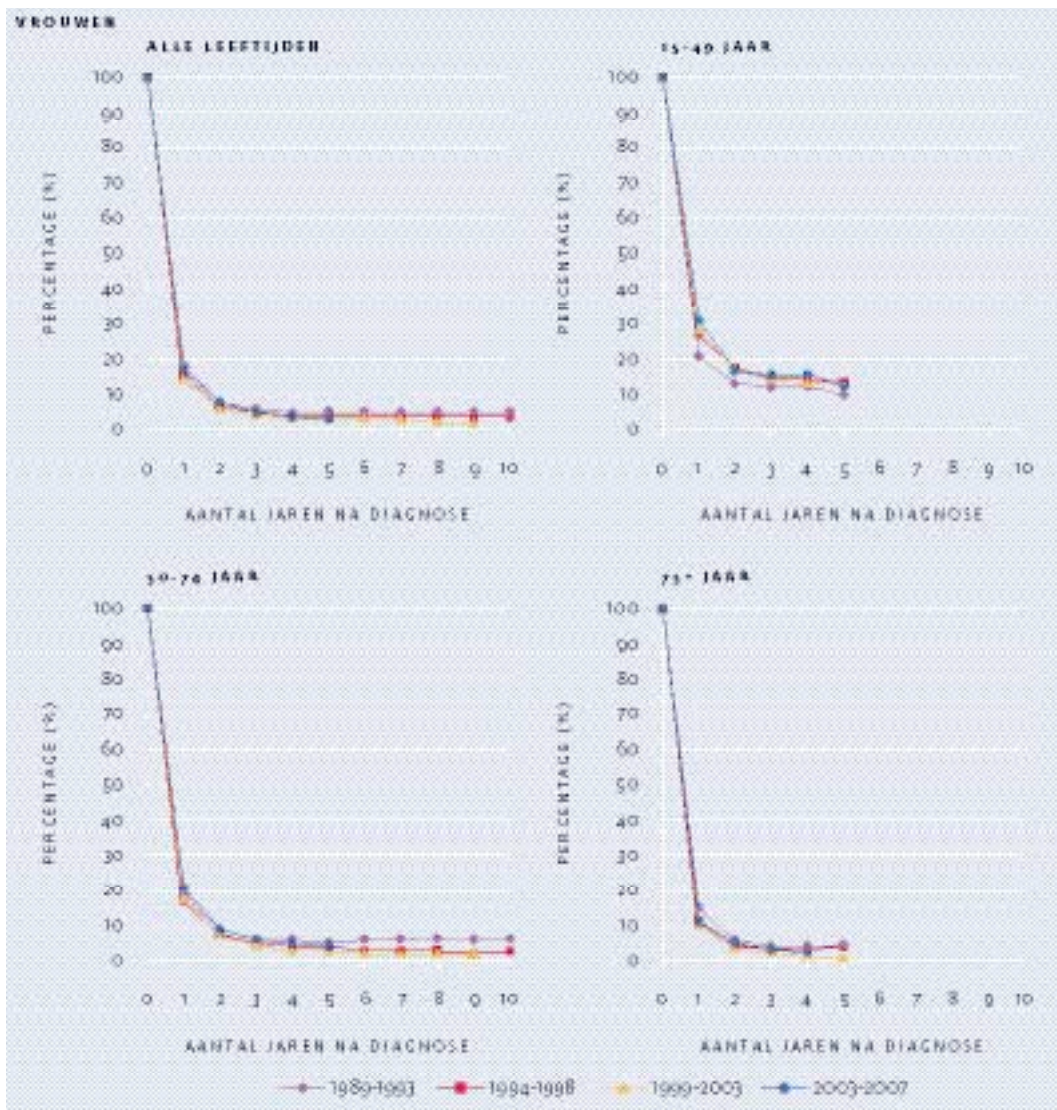 VROUWEN
ALLE LEEFTIJDEN
PERCENTAGE (%)
100
90
80
70
60
50
40
30
20
10
0
0 1 2 3 4 5 6 7 8 9 10
AANTAL JAREN NA DIAGNOSE
15-49 JAAR
PERCENTAGE (%)
100
90
80
70
60
50
40
30
20
10
0
0 1 2 3 4 5 6 7 8 9 10
AANTAL JAREN NA DIAGNOSE
50-74 JAAR
PERCENTAGE (%)
100
90
80
70
60
50
40
30
20
10
0
0 1 2 3 4 5 6 7 8 9 10
AANTAL JAREN NA DIAGNOSE
75+ JAAR
PERCENTAGE (%)
100
90
80
70
60
50
40
30
20
10
0
0 1 2 3 4 5 6 7 8 9 10
AANTAL JAREN NA DIAGNOSE
1989-1993 1994-1998 1999-2003 2003-2007